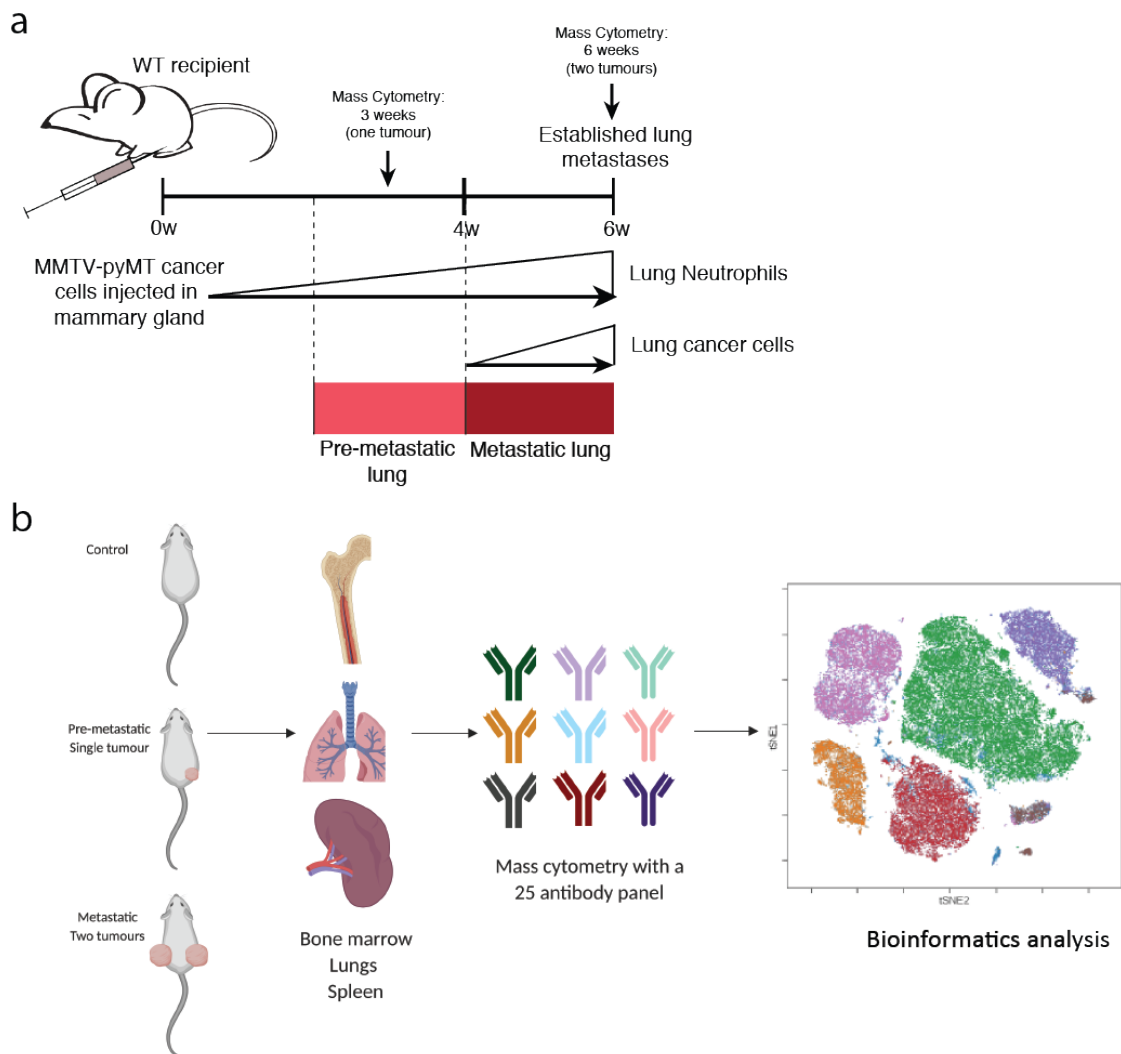 a
WT recipient
Mass Cytometry:
3 weeks
(one tumour)
Mass Cytometry:
6 weeks
(two tumours)
Established lung
metastases
0w
4w
6w
MMTV-pyMT cancer
cells injected in
mammary gland
Lung Neutrophils
Lung cancer cells
Pre-metastatic
lung
Metastatic lung
b
Control
Pre-metastatic
Single tumour
Metastatic
Two tumours
Bone marrow
Lungs
Spleen
Mass cytometry with a
25 antibody panel
tSNE1
tSNE2
Bioinformatics analysis